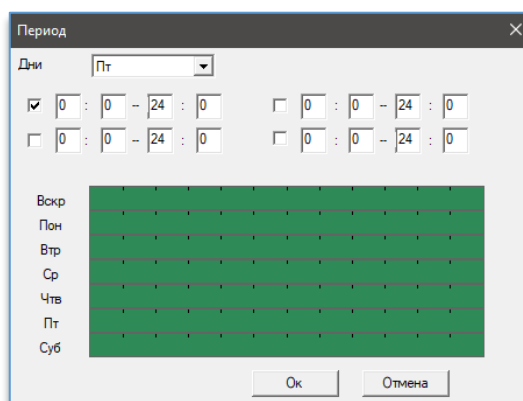 Период
Дни Пт
0 : 0 -- 24 : 0 0 : 0 -- 24 : 0
0 : 0 -- 24 : 0 0 : 0 -- 24 : 0
Вскр
Пон
Втр
Ср
Чтв
Пт
Суб
Ок Отмена